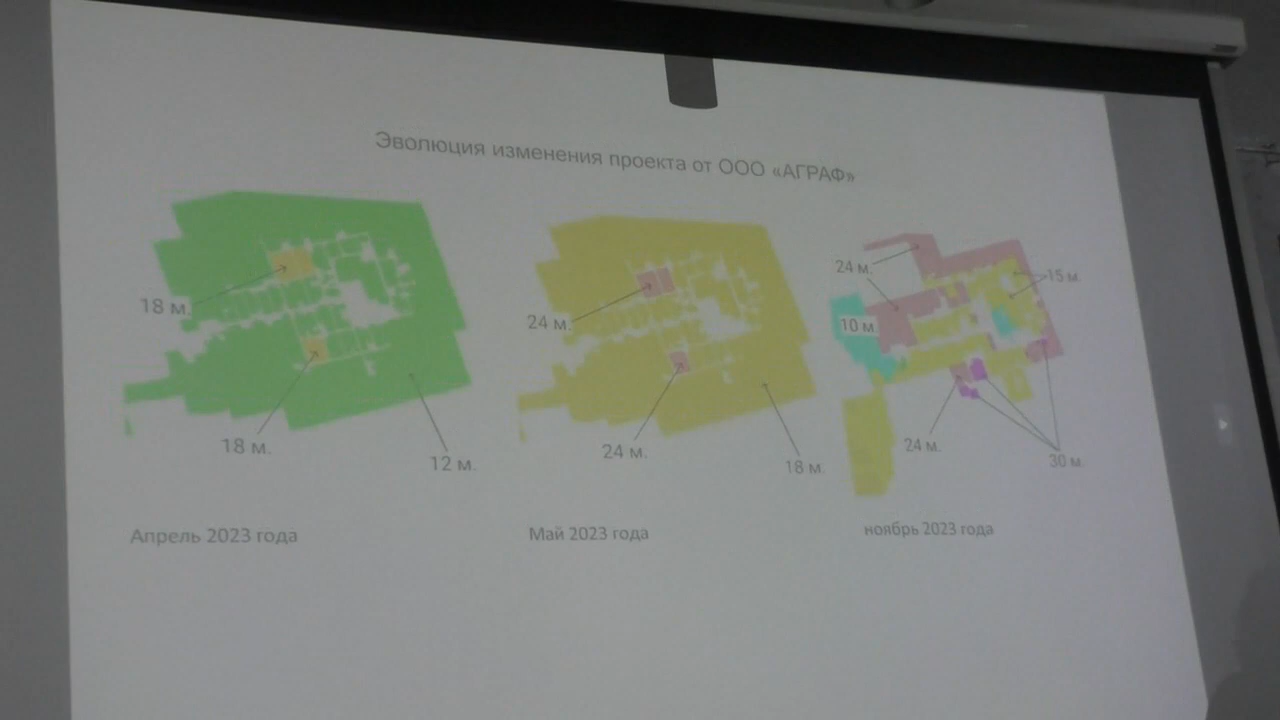 Эволюция изменения проекта от ООО «АГРАФ»
18 м.
18 м.
12 м.
Апрель 2023 года
24 м.
24 м.
18 м.
Май 2023 года
24 м.
15 м
10 м
24 м.
30 м.
ноябрь 2023 года